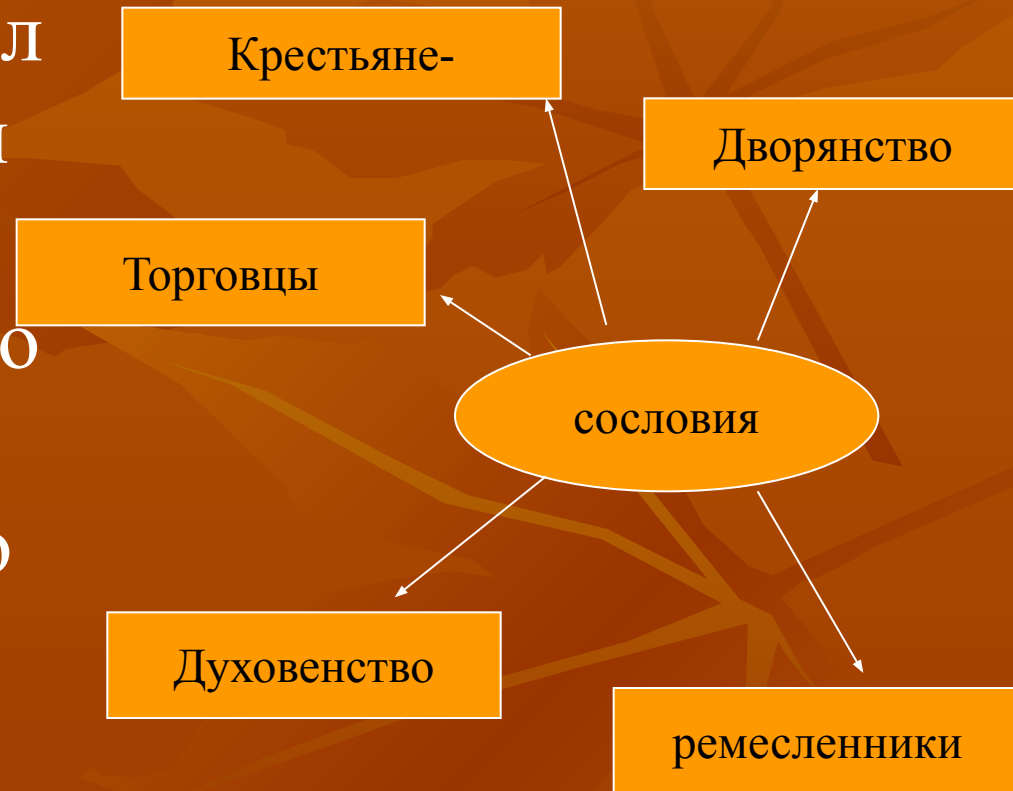 Крестьяне-
Дворянство
Торговцы
сословия
Духовенство
ремесленники